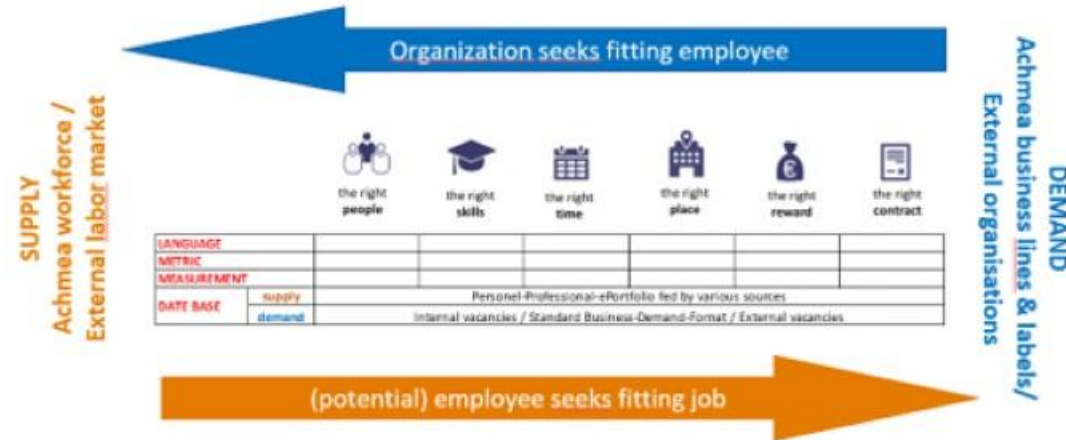 Organization seeks fitting employee
SUPPLY
Achmea workforce /
External labor market
the right
people
the right
skills
the right
time
the right
place
the right
reward
the right
contract
LANGUAGE
METRIC
MEASUREMENT
DATE BASE
supply
Personel-Professional-ePortfolio fed by various sources
demand
Internal vacancies / Standard Business-Demand-Fomat / External vacancies
DEMAND
Achmea business lines & labels/
External organisations
(potential) employee seeks fitting job